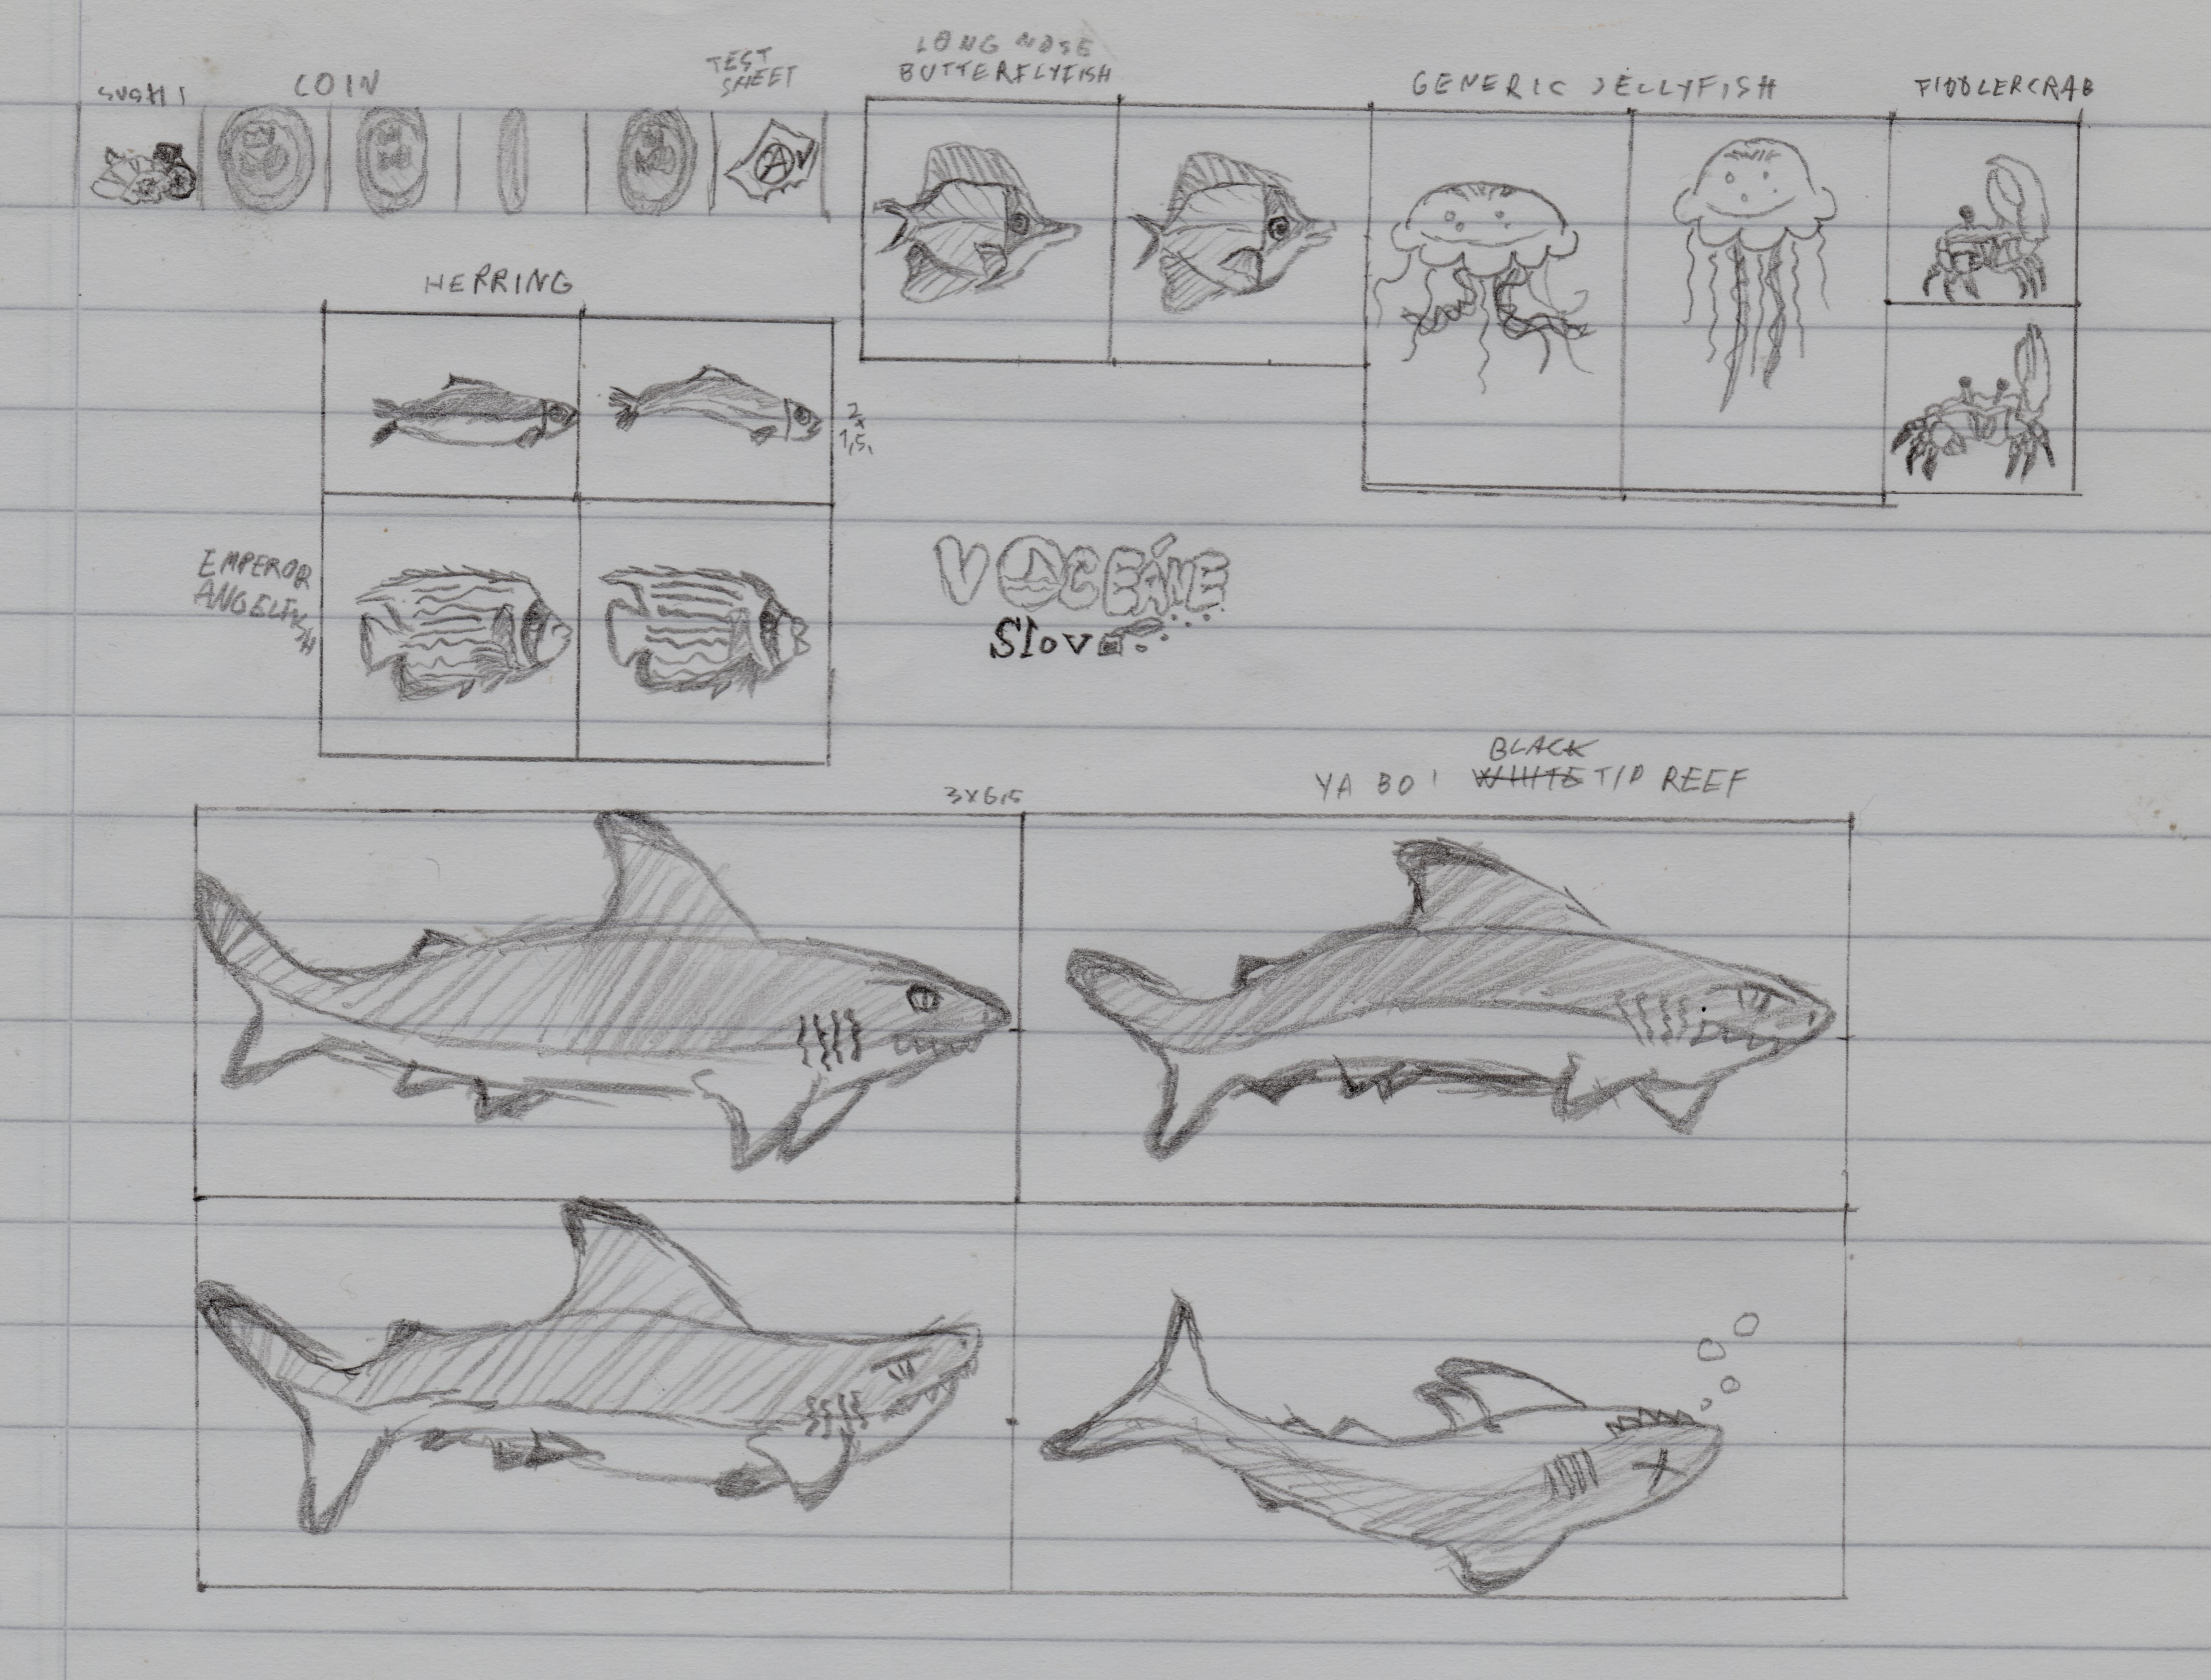 SUSHI
COIN
TEST
SHEET
LONG NOSE
BUTTERFLYFISH
GENERIC JELLYFISH
FIDDLERCRAB
A V
HERRING
2
x
1,5
EMPEROR
ANGELFISH
V OCEÁNE
Slov
3x6,5
BLACK
YA BOI WHITE TIP REEF